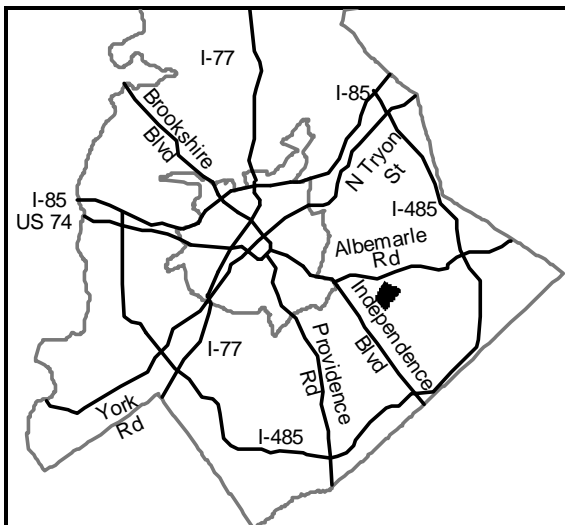 I-77
I-85
Brookshire
Blvd
N Tryon
St
I-85
US 74
I-485
Albemarle
Rd
Independence
Blvd
I-77
Providence
Rd
York
Rd
I-485